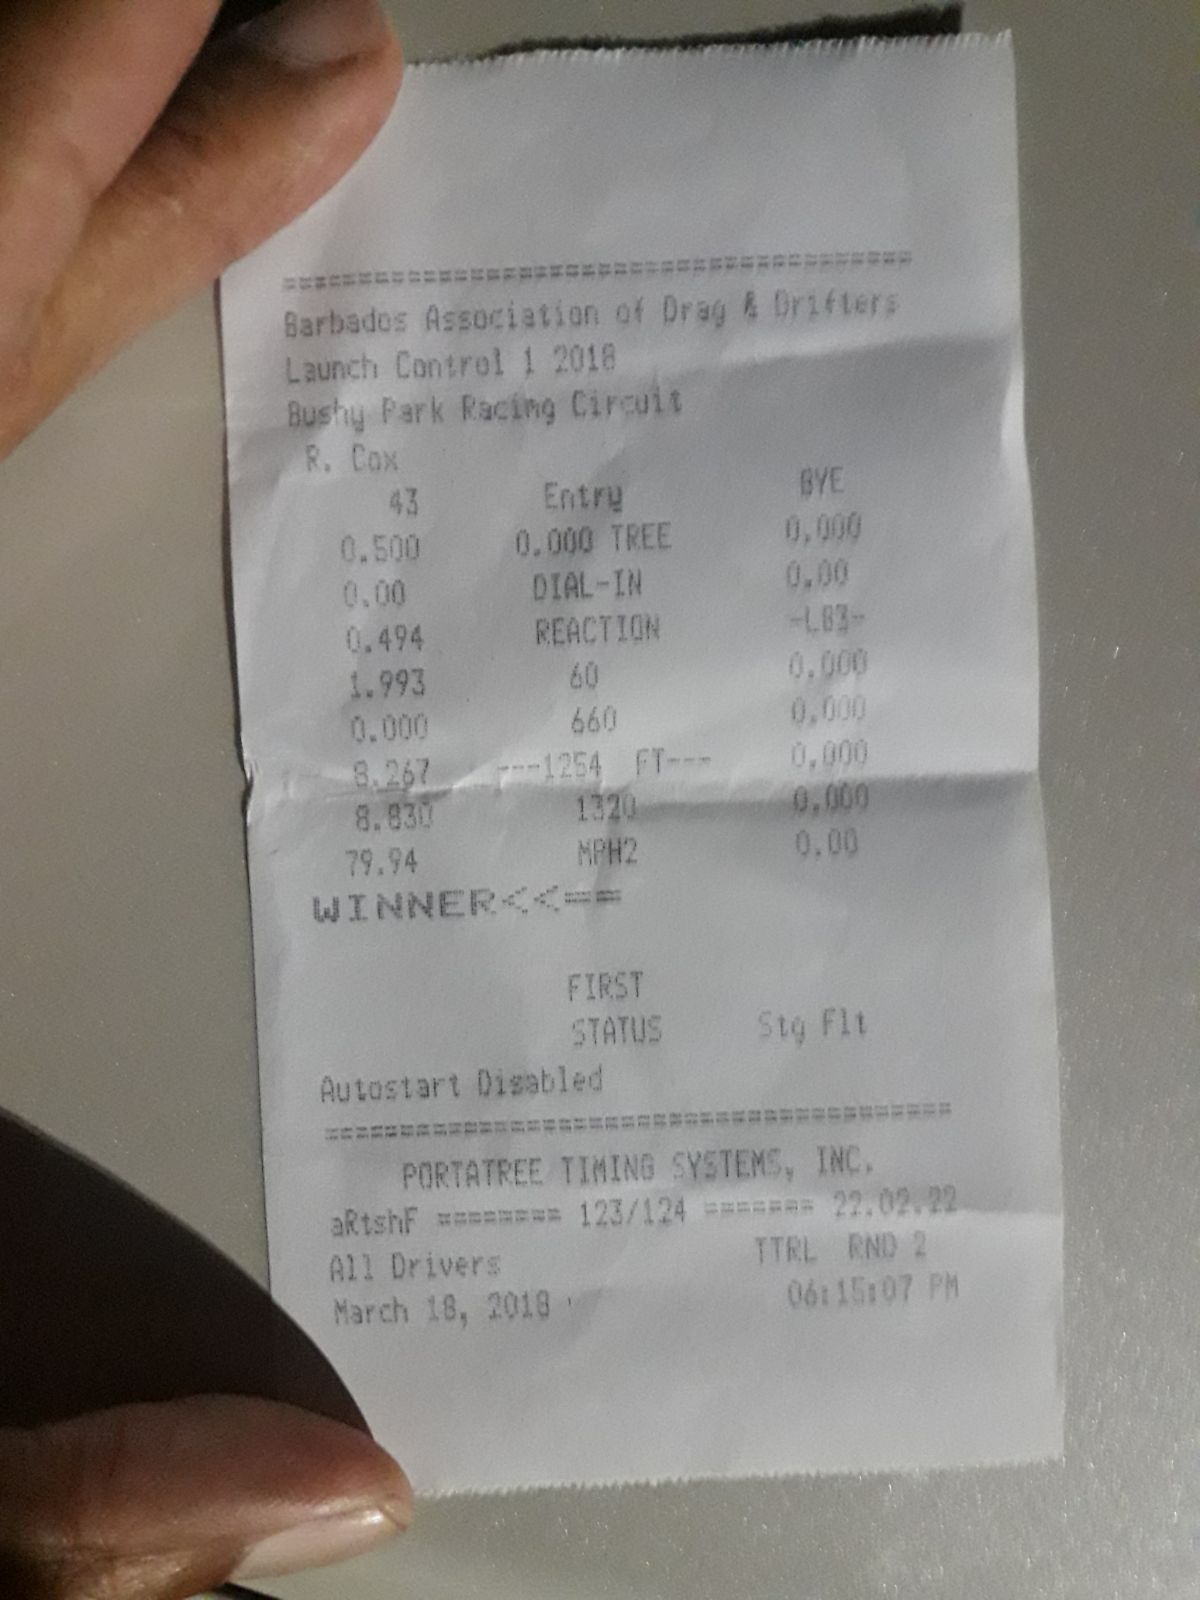 =========================================
Barbados Association of Drag & Drifters
Launch Control 1 2018
Bushy Park Racing Circuit
R. Cox
43 Entry BYE
0.500 0.000 TREE 0.000
0.00 DIAL-IN 0.00
0.494 REACTION -LB3-
1.993 60 0.000
0.000 660 0.000
8.267 ---1254 FT--- 0.000
8.830 1320 0.000
79.94 MPH2 0.00
WINNER<<==
FIRST
STATUS Stg Flt
Autostart Disabled
=========================================
PORTATREE TIMING SYSTEMS, INC.
aRtshF ======== 123/124 ======= 22.02.22
All Drivers TTRL RND 2
March 18, 2018 06:15:07 PM